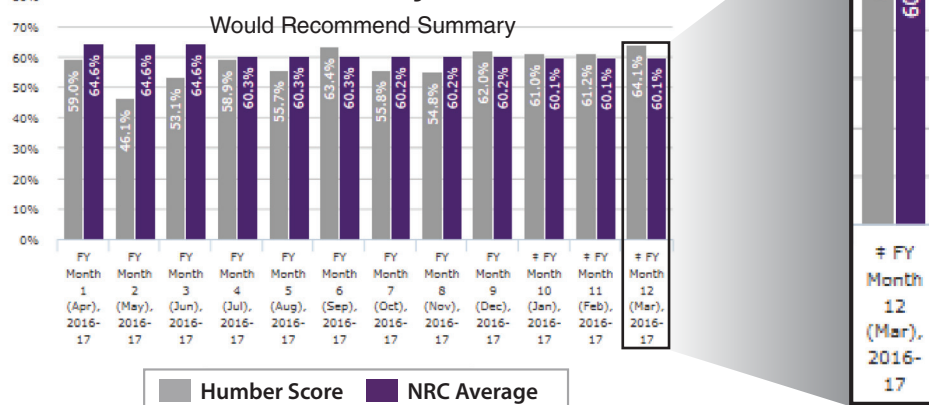 Would Recommend Summary
70%
60%
50%
40%
30%
20%
10%
0%
59.0% 64.6% 46.1% 64.6% 53.1% 64.6% 58.9% 60.3% 55.7% 60.3% 63.4% 60.3% 55.8% 60.2% 54.8% 60.2% 62.0% 60.2% 61.0% 60.1% 61.2% 60.1% 64.1% 60.1%
FY FY FY FY FY FY FY FY FY ‡ FY ‡ FY ‡ FY
Month Month Month Month Month Month Month Month Month Month Month Month
1 2 3 4 5 6 7 8 9 10 11 12
(Apr), (May), (Jun), (Jul), (Aug), (Sep), (Oct), (Nov), (Dec), (Jan), (Feb), (Mar),
2016- 2016- 2016- 2016- 2016- 2016- 2016- 2016- 2016- 2016- 2016- 2016-
17 17 17 17 17 17 17 17 17 17 17 17
Humber Score NRC Average
60
‡ FY
Month
12
(Mar),
2016-
17